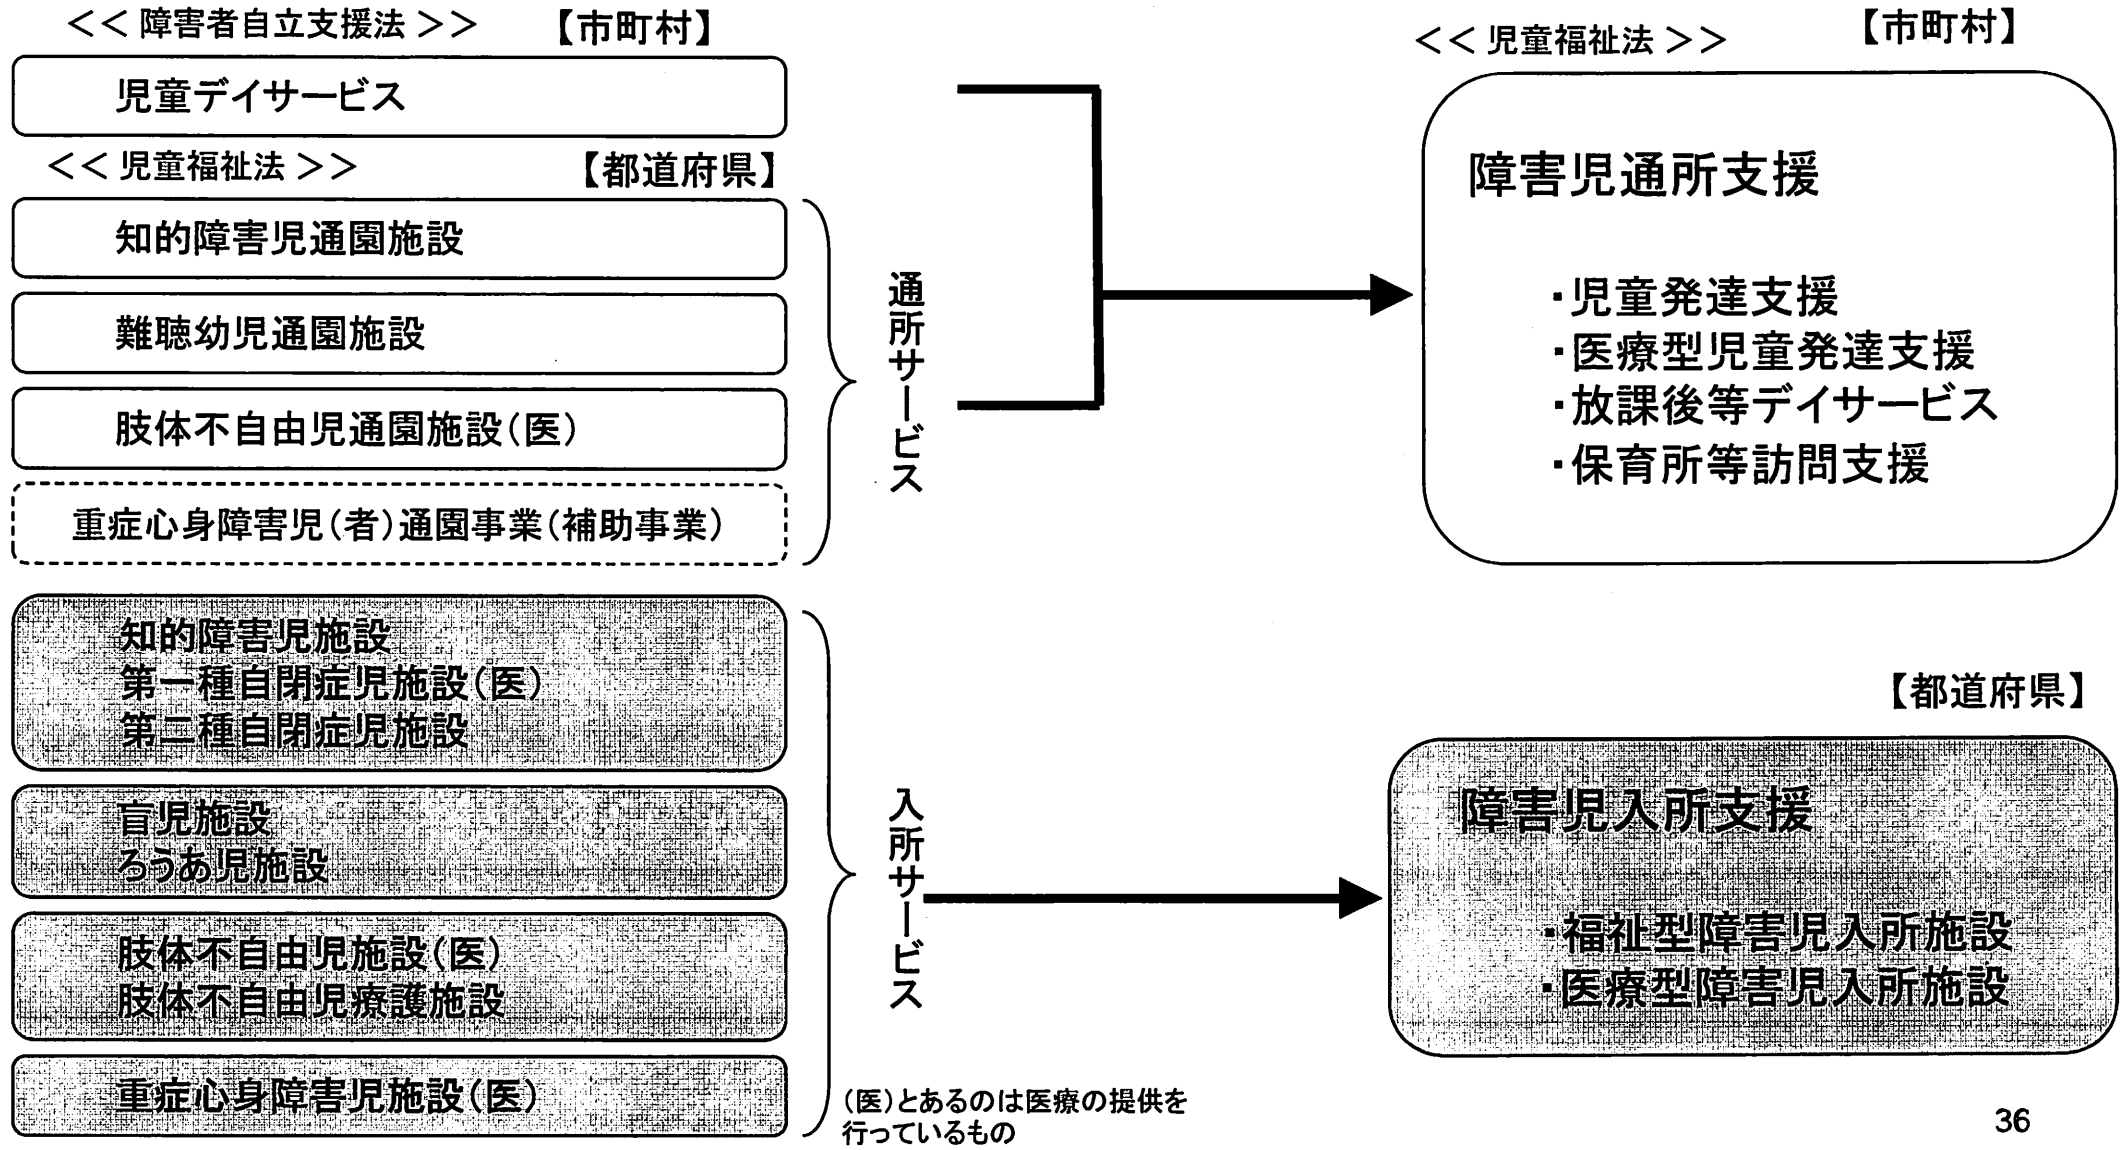 <<障害者自立支援法>> 【市町村】
児童デイサービス
<<児童福祉法>> 【都道府県】
知的障害児通園施設
難聴幼児通園施設
肢体不自由児通園施設(医)
重症心身障害児(者)通園事業(補助事業)
通所サービス
知的障害児施設
第一種自閉症児施設(医)
第二種自閉症児施設
盲児施設
ろうあ児施設
肢体不自由児施設(医)
肢体不自由児療護施設
重症心身障害児施設(医)
入所サービス
(医)とあるのは医療の提供を
行っているもの
<<児童福祉法>> 【市町村】
障害児通所支援
・児童発達支援
・医療型児童発達支援
・放課後等デイサービス
・保育所等訪問支援
【都道府県】
障害児入所支援
・福祉型障害児入所施設
・医療型障害児入所施設
36